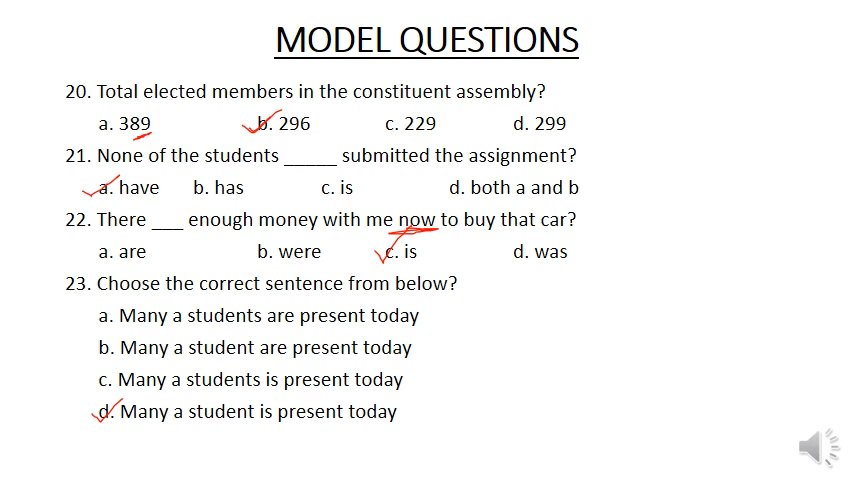 MODEL QUESTIONS
20. Total elected members in the constituent assembly?
a. 389 b. 296 c. 229 d. 299
21. None of the students _____ submitted the assignment?
a. have b. has c. is d. both a and b
22. There ___ enough money with me now to buy that car?
a. are b. were c. is d. was
23. Choose the correct sentence from below?
a. Many a students are present today
b. Many a student are present today
c. Many a students is present today
d. Many a student is present today